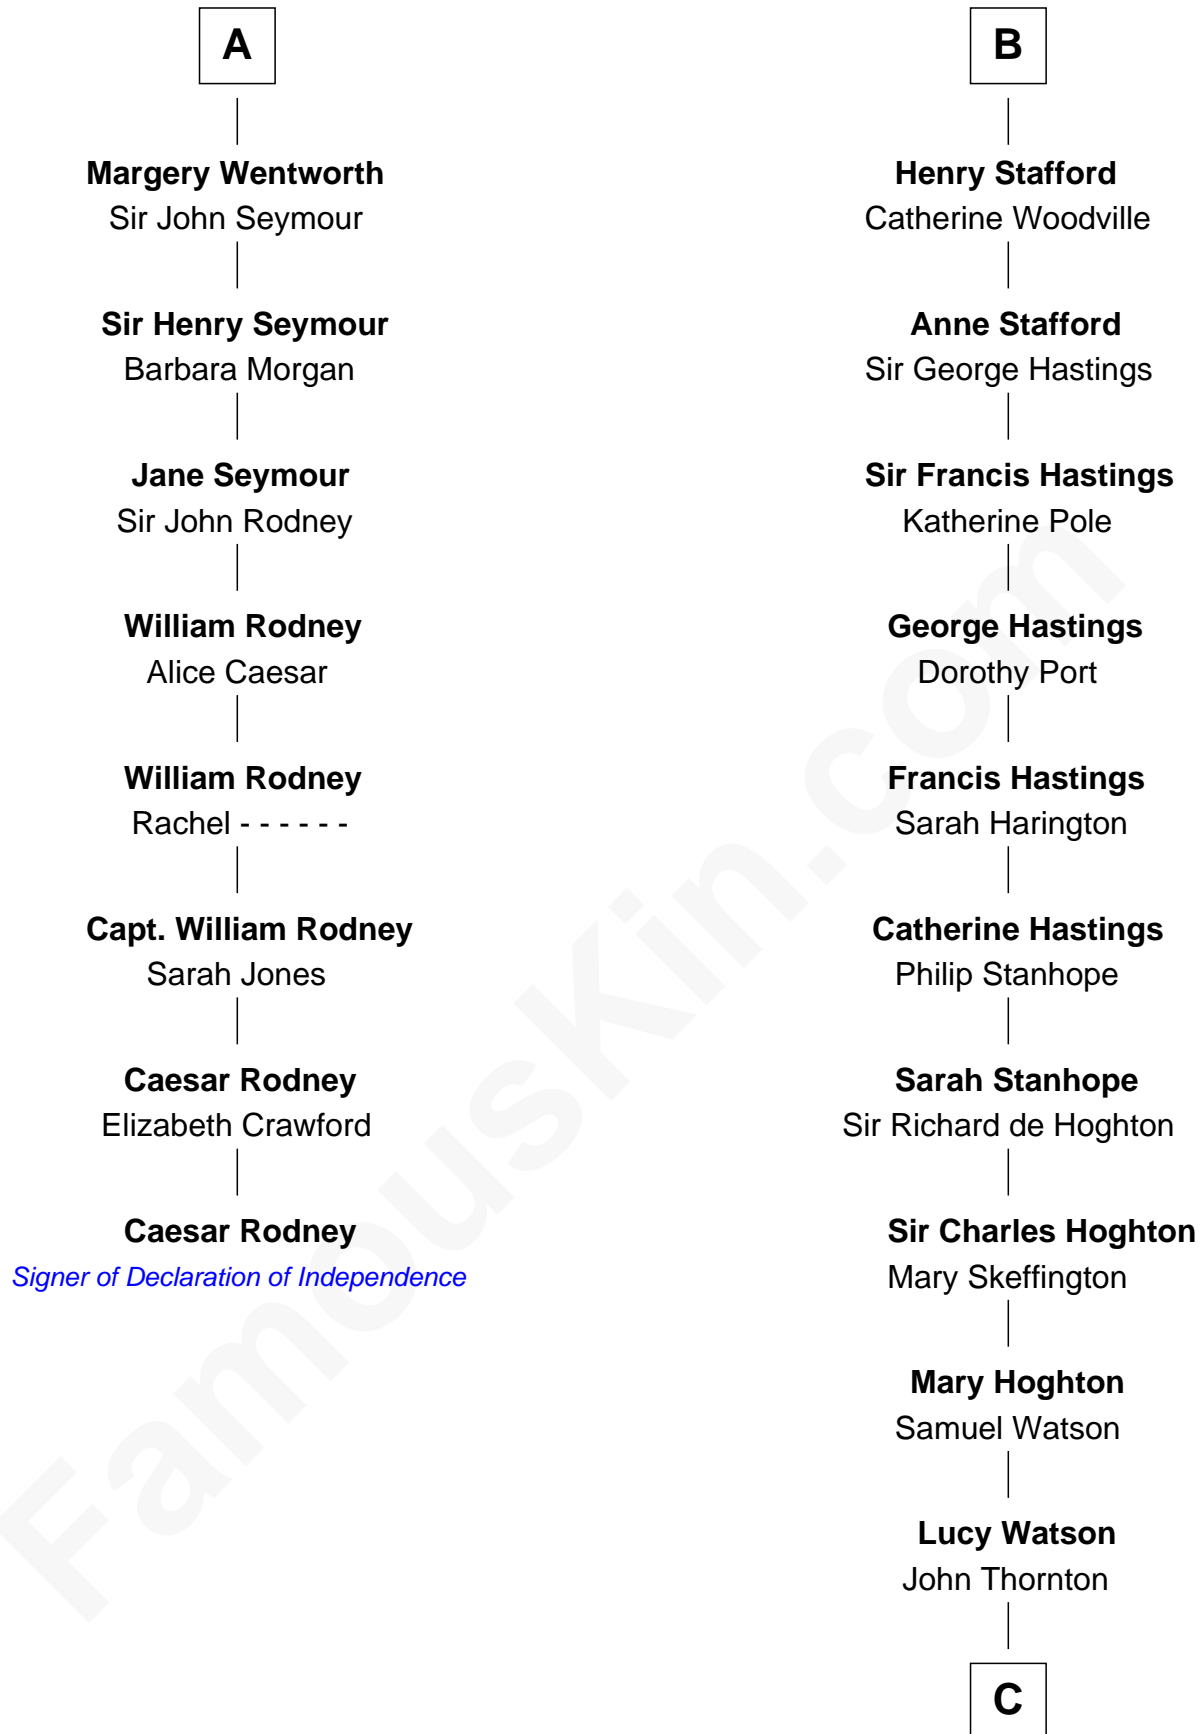 A
Margery Wentworth
Sir John Seymour
Sir Henry Seymour
Barbara Morgan
Jane Seymour
Sir John Rodney
William Rodney
Alice Caesar
William Rodney
Rachel - - - - - -
Capt. William Rodney
Sarah Jones
Caesar Rodney
Elizabeth Crawford
Caesar Rodney
Signer of Declaration of Independence
B
Henry Stafford
Catherine Woodville
Anne Stafford
Sir George Hastings
Sir Francis Hastings
Katherine Pole
George Hastings
Dorothy Port
Francis Hastings
Sarah Harington
Catherine Hastings
Philip Stanhope
Sarah Stanhope
Sir Richard de Hoghton
Sir Charles Hoghton
Mary Skeffington
Mary Hoghton
Samuel Watson
Lucy Watson
John Thornton
C
FamousKin.com